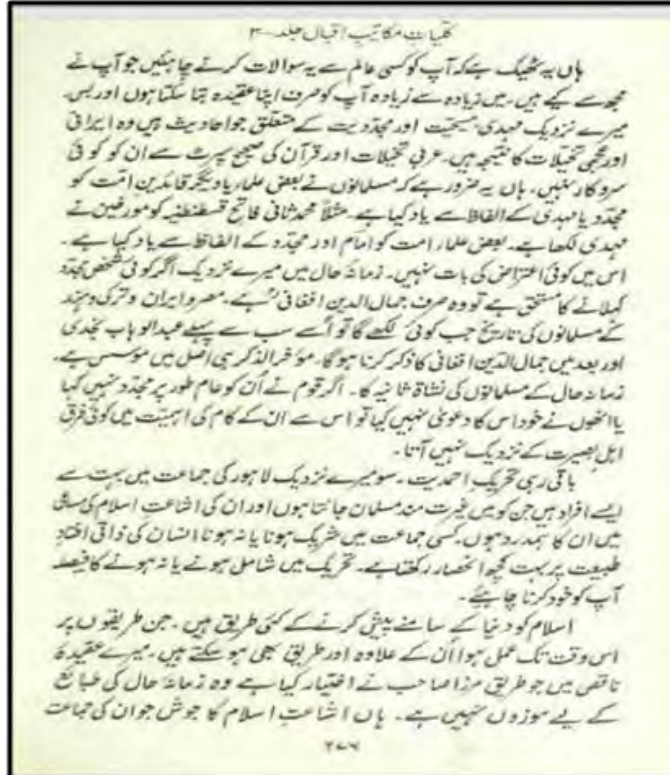 کلیاتِ مکاتیبِ اقبال جلد۔۳
ہاں یہ ٹھیک ہے کہ آپ کو کسی عالم سے یہ سوالات کرنے چاہئیں جو آپ نے
مجھ سے کیے ہیں۔ میں زیادہ سے زیادہ آپ کو صرف اپنا عقیدہ بتا سکتا ہوں اور بس۔
میرے نزدیک مہدی مسیحیت اور مجدّدیت کے متعلق جو احادیث ہیں وہ ایرانی
اور عجمی تخیلات کا نتیجہ ہیں۔ عربی تخیلات اور قرآن کی صحیح سپرٹ سے ان کو کوئی
سروکار نہیں۔ ہاں یہ ضرور ہے کہ مسلمانوں نے بعض علماء یا دیگر قائدینِ امت کو
مجدّد یا مہدی کے الفاظ سے یاد کیا ہے۔ مثلاً محمد ثانی فاتح قسطنطنیہ کو مورخین نے
مہدی لکھا ہے۔ بعض علماء امت کو امام اور مجدّد کے الفاظ سے یاد کیا ہے۔
اس میں کوئی اعتراض کی بات نہیں۔ زمانۂ حال میں میرے نزدیک اگر کوئی شخص مجدّد
کہلانے کا مستحق ہے تو وہ صرف جمال الدین افغانی ہے۔ مصر و ایران و ترکی و ہند
کے مسلمانوں کی تاریخ جب کوئی لکھے گا تو اُسے سب سے پہلے عبدالوہاب نجدی
اور بعد میں جمال الدین افغانی کا ذکر کرنا ہوگا۔ مؤخر الذکر ہی اصل میں مؤسس ہے۔
زمانہ حال کے مسلمانوں کی نشاۃ ثانیہ کا۔ اگر قوم نے ان کو عام طور پر مجدّد نہیں کہا
یا انھوں نے خود اس کا دعویٰ نہیں کیا تو اس سے ان کے کام کی اہمیت میں کوئی فرق
اہل بصیرت کے نزدیک نہیں آتا۔
باقی رہی تحریکِ احمدیت۔ سو میرے نزدیک لاہور کی جماعت میں بہت سے
ایسے افراد ہیں جن کو میں غیرت مند مسلمان جانتا ہوں اور ان کی اشاعت اسلام کی مساعی
میں ان کا ہمدرد ہوں۔ کسی جماعت میں شریک ہونا یا نہ ہونا انسان کی ذاتی افتادِ
طبیعت پر بہت کچھ انحصار رکھتا ہے۔ تحریک میں شامل ہونے یا نہ ہونے کا فیصلہ
آپ کو خود کرنا چاہئے۔
اسلام کو دنیا کے سامنے پیش کرنے کے کئی طریق ہیں۔ جن طریقوں پر
اس وقت تک عمل ہوا اُن کے علاوہ اور طریق بھی ہو سکتے ہیں۔ میرے عقیدۂ
ناقص میں جو طریق مرزا صاحب نے اختیار کیا ہے وہ زمانۂ حال کی طبائع
کے لیے موزوں نہیں ہے۔ ہاں اشاعتِ اسلام کا جوش جو ان کی جماعت
۲۷۶